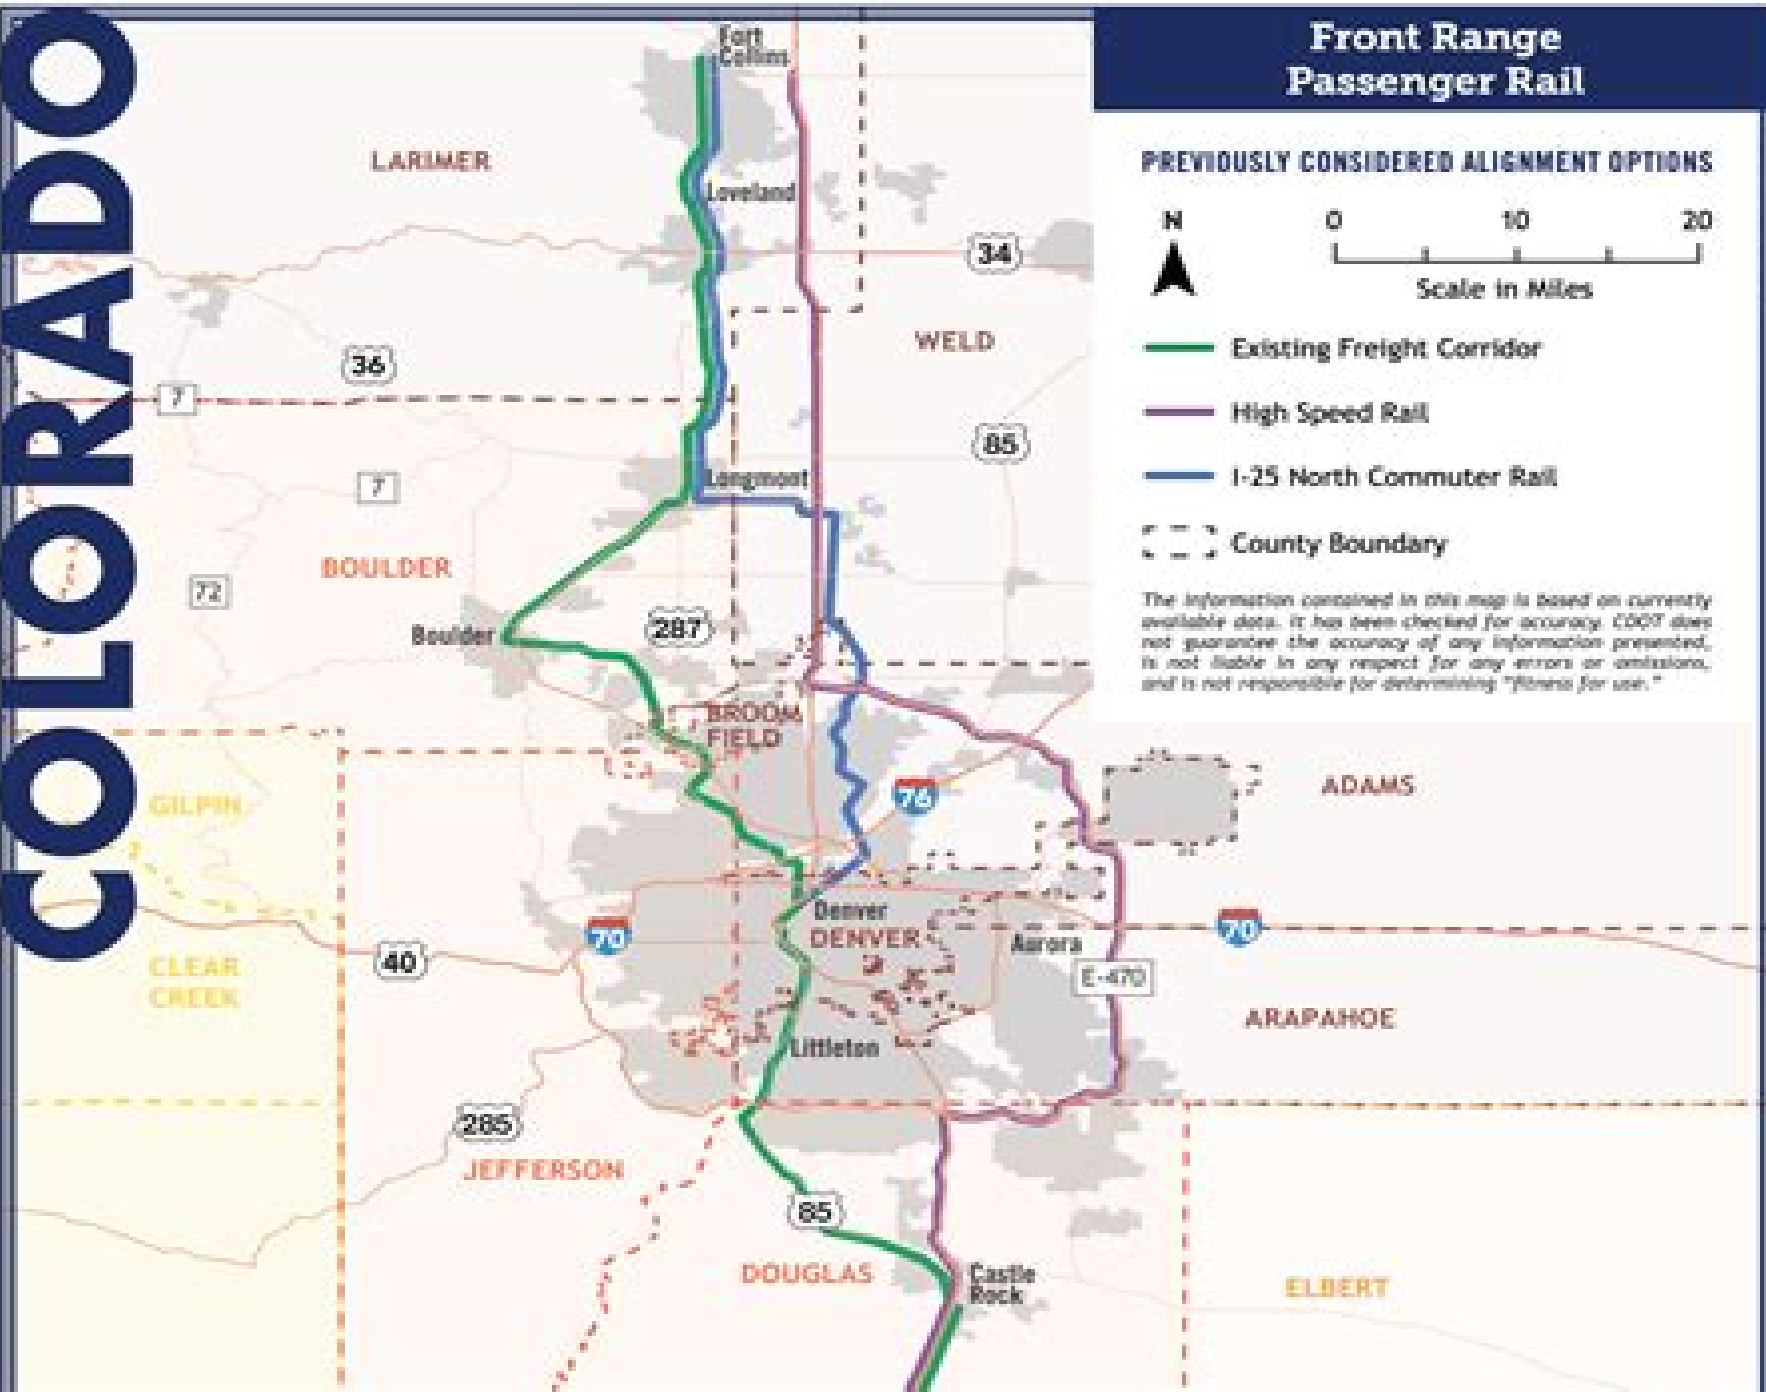 COLORADO
Front Range
Passenger Rail
PREVIOUSLY CONSIDERED ALIGNMENT OPTIONS
N
0 10 20
Scale in Miles
Existing Freight Corridor
High Speed Rail
I-25 North Commuter Rail
County Boundary
The information contained in this map is based on currently
available data. It has been checked for accuracy. CDOT does
not guarantee the accuracy of any information presented,
is not liable in any respect for any errors or omissions,
and is not responsible for determining "fitness for use."
Fort
Collins
LARIMER
Loveland
34
WELD
36
7
85
7
Longmont
BOULDER
72
Boulder
287
BROOM
FIELD
GILPIN
76
ADAMS
Denver
DENVER
70
Aurora
70
40
CLEAR
CREEK
E-470
ARAPAHOE
Littleton
285
JEFFERSON
85
DOUGLAS
Castle
Rock
ELBERT